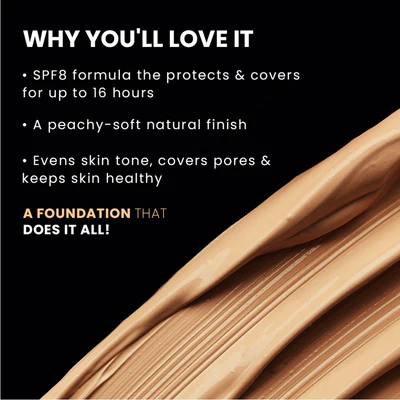 WHY YOU'LL LOVE IT
• SPF8 formula the protects & covers
for up to 16 hours
• A peachy-soft natural finish
• Evens skin tone, covers pores &
keeps skin healthy
A FOUNDATION THAT
DOES IT ALL!